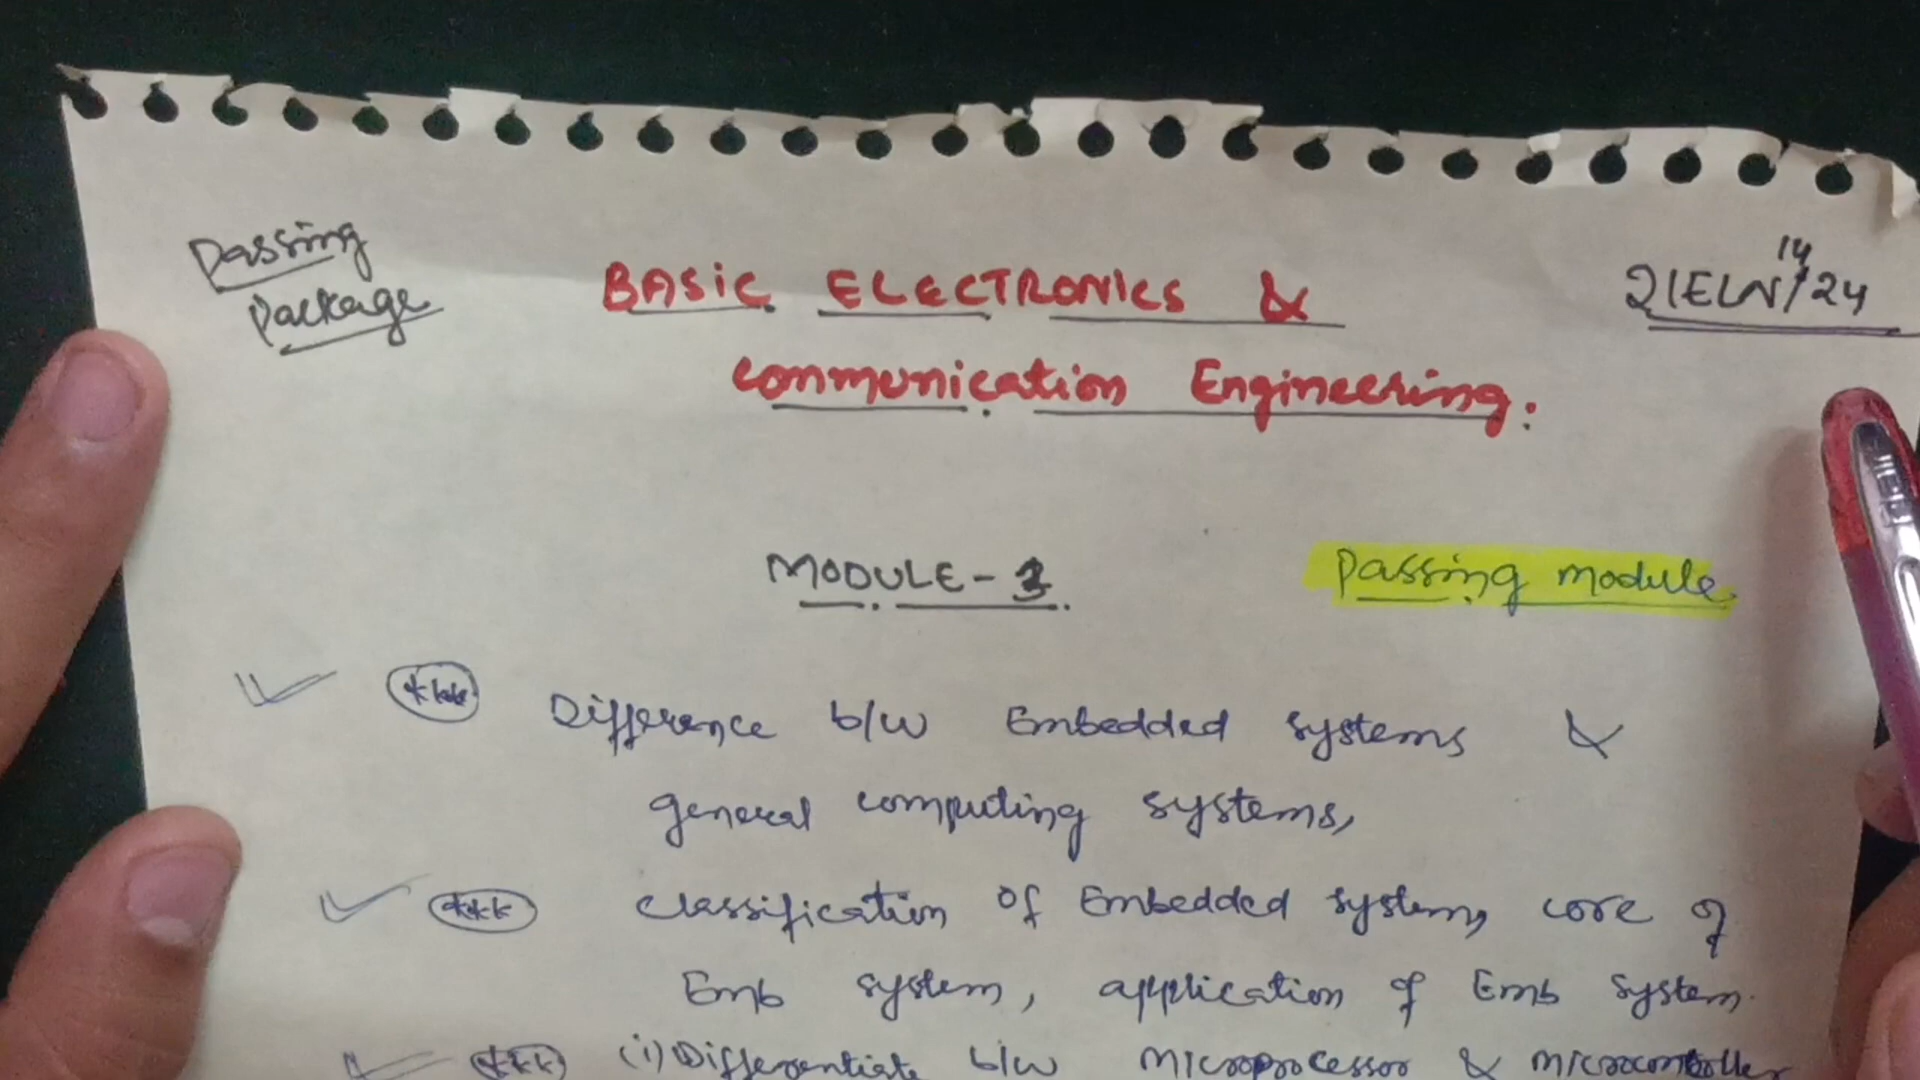 Passing
Package
BASIC ELECTRONICS &
Communication Engineering.
21ELN14/24
MODULE - 3
Passing module
*** Difference b/w Embedded systems &
general computing systems,
*** classification of Embedded system, core of
Emb system, application of Emb system.
*** (i) Differentiate b/w Microprocessor & microcontroller